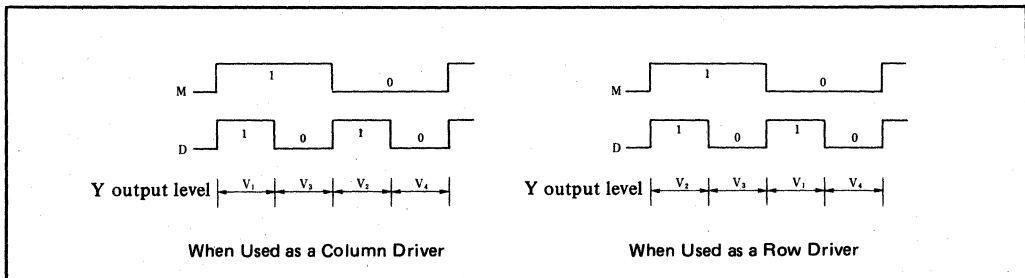 M 1 0
D 1 0 1 0
Y output level V₁ V₃ V₂ V₄
When Used as a Column Driver
M 1 0
D 1 0 1 0
Y output level V₂ V₃ V₁ V₄
When Used as a Row Driver